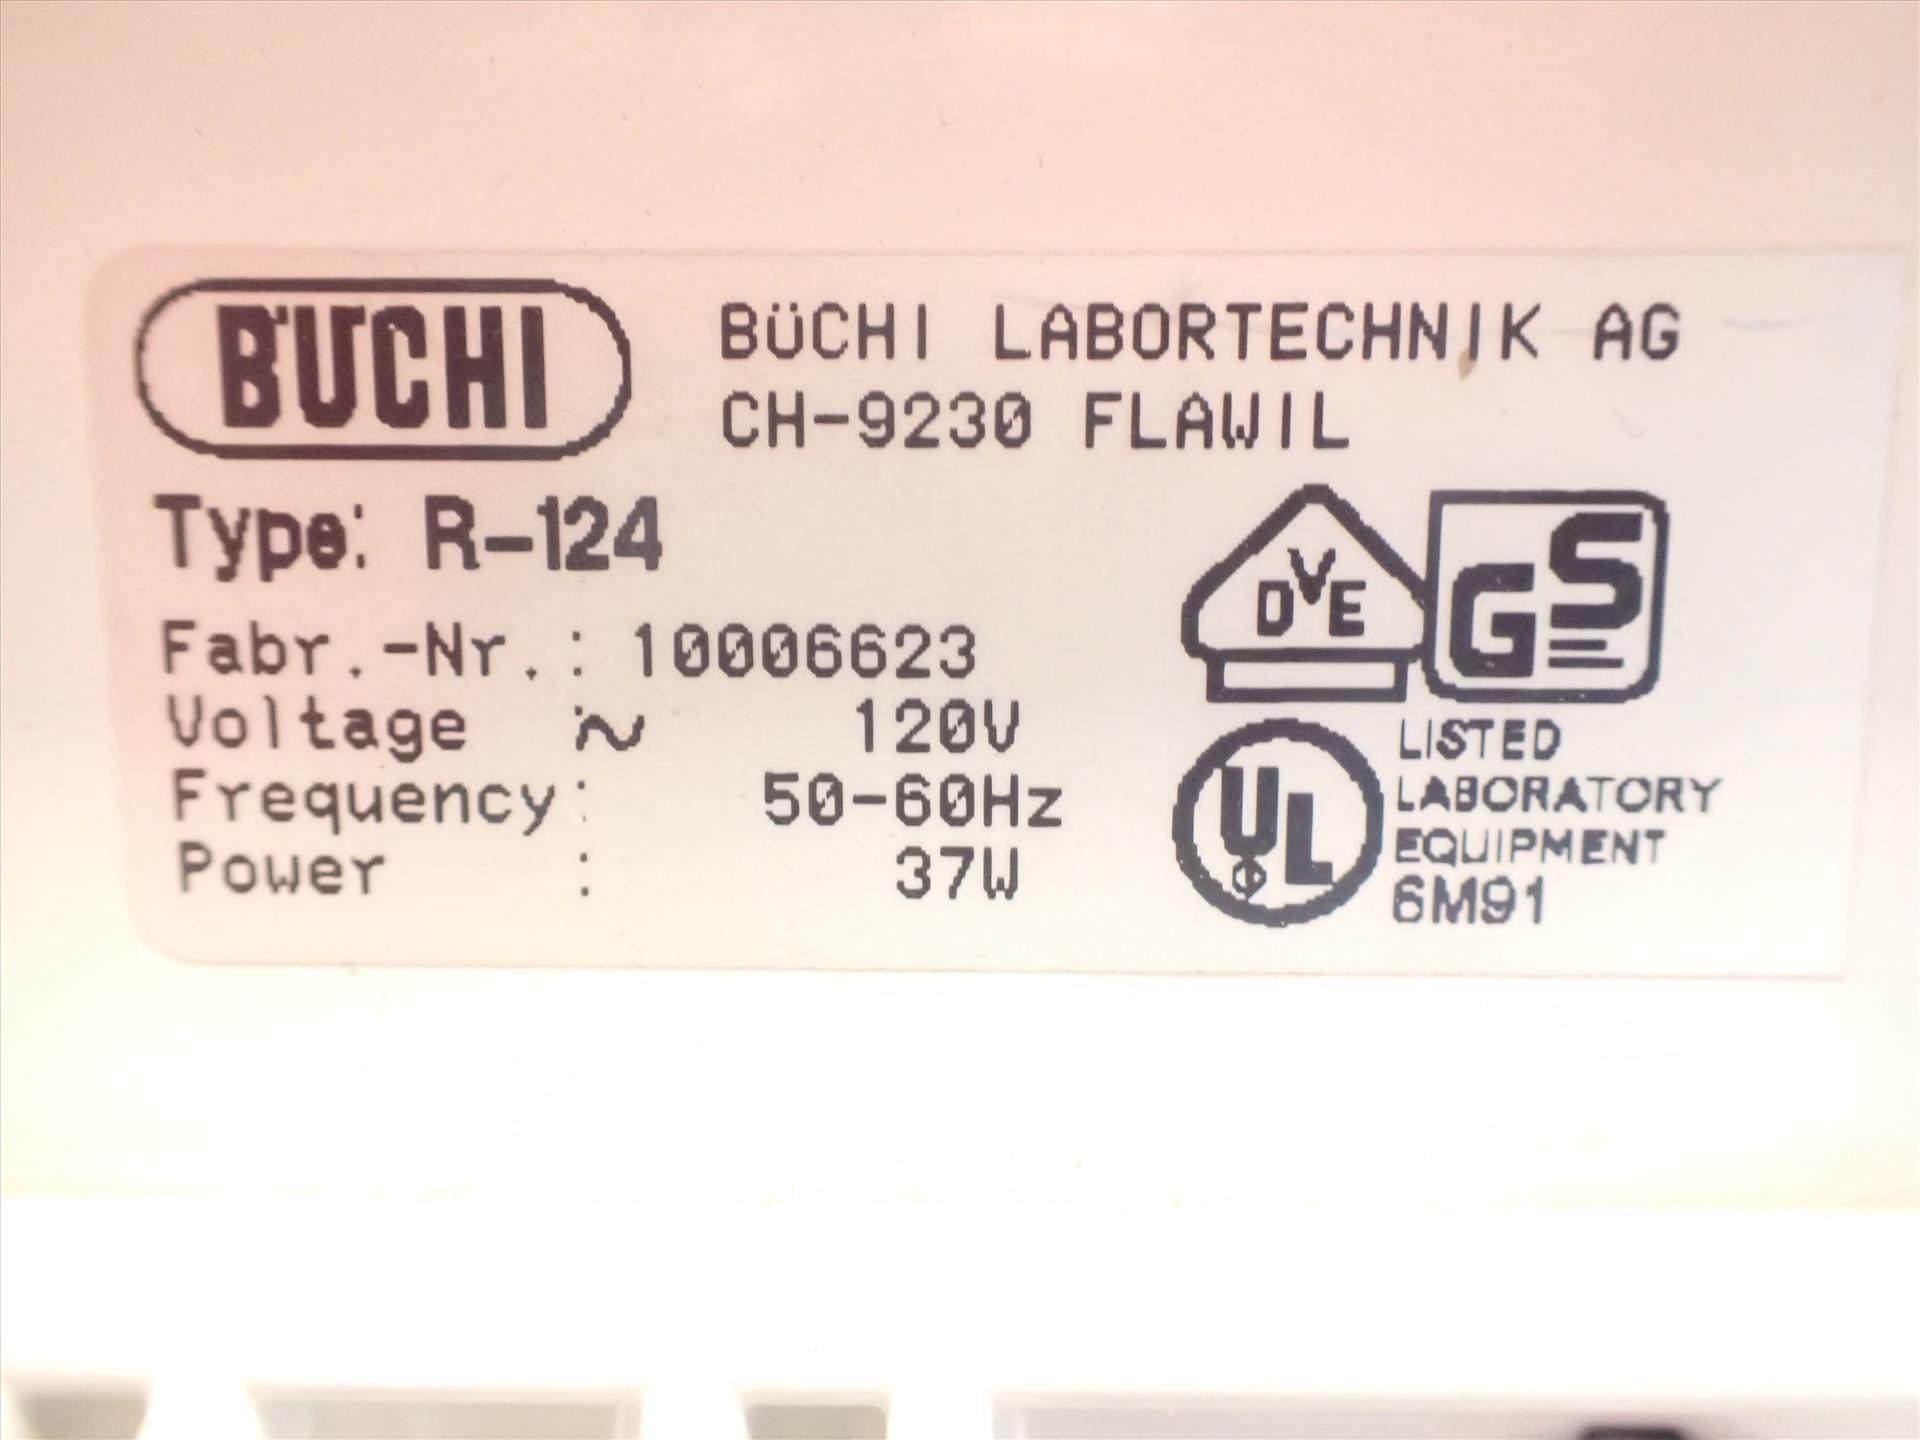 BÜCHI
BÜCHI LABORTECHNIK AG
CH-9230 FLAWIL
Type: R-124
Fabr.-Nr.: 10006623
Voltage ~ 120V
Frequency: 50-60Hz
Power : 37W
DVE
GS
UL
LISTED
LABORATORY
EQUIPMENT
6M91